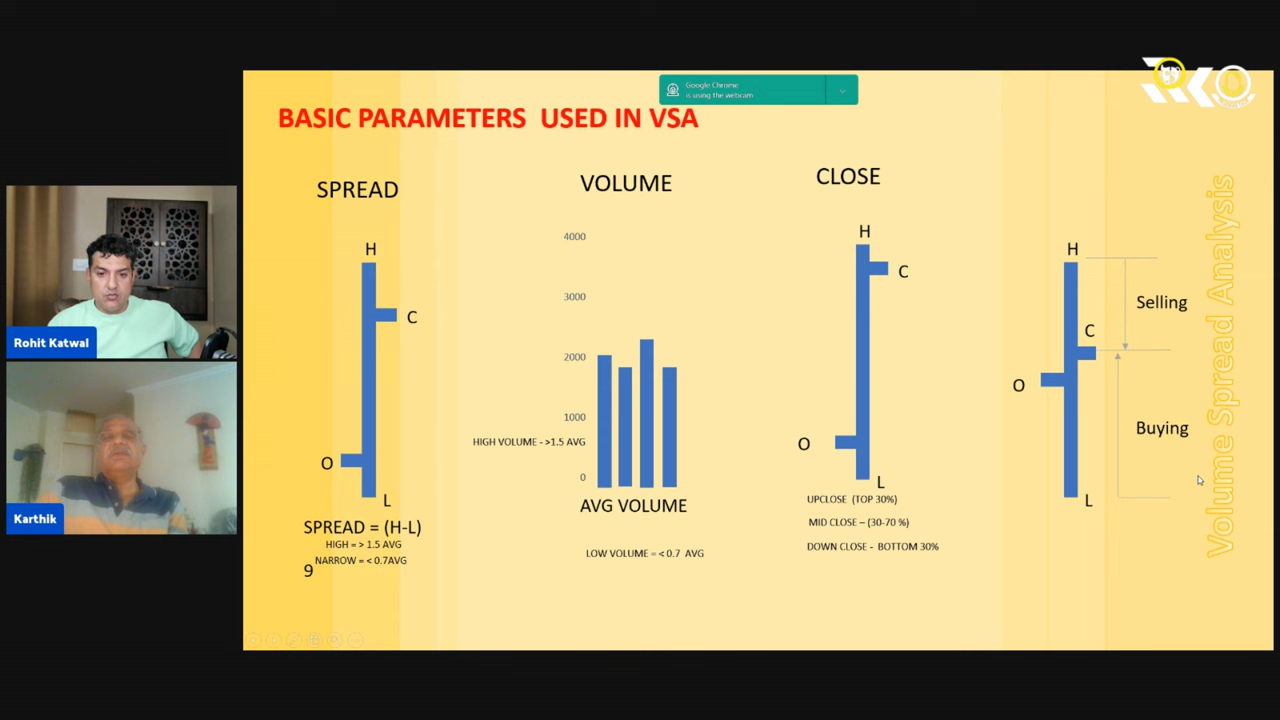 Google Chrome
is using the webcam
RKO
BASIC PARAMETERS USED IN VSA
SPREAD
H
C
O
L
SPREAD = (H-L)
HIGH = > 1.5 AVG
NARROW = < 0.7AVG
9
VOLUME
4000
3000
2000
1000
HIGH VOLUME - >1.5 AVG
0
AVG VOLUME
LOW VOLUME = < 0.7 AVG
CLOSE
H
C
O
L
UPCLOSE (TOP 30%)
MID CLOSE – (30-70 %)
DOWN CLOSE - BOTTOM 30%
H
Selling
C
O
Buying
L
Volume Spread Analysis
Rohit Katwal
Karthik